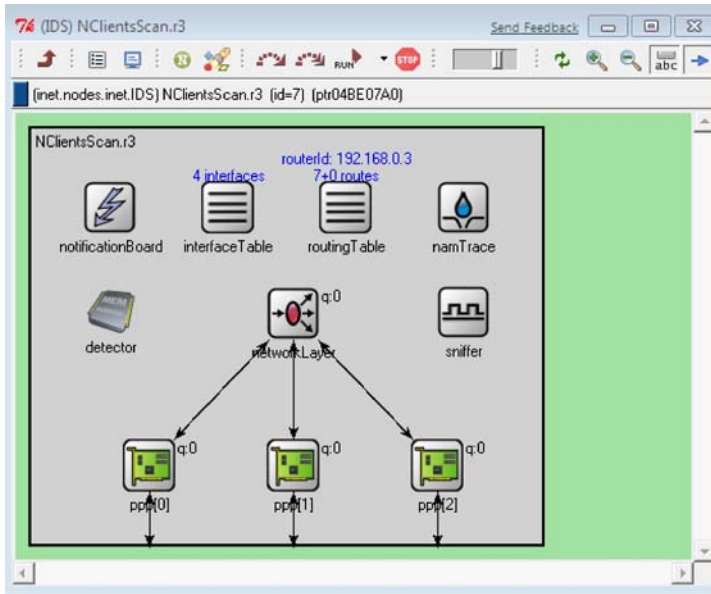 (IDS) NClientsScan.r3
Send Feedback
RUN
STOP
abc
(inet.nodes.inet.IDS) NClientsScan.r3 (id=7) (ptr04BE07A0)
NClientsScan.r3
routerId: 192.168.0.3
4 interfaces
7+0 routes
notificationBoard
interfaceTable
routingTable
namTrace
MEM
detector
q:0
networkLayer
sniffer
q:0
q:0
q:0
ppp[0]
ppp[1]
ppp[2]